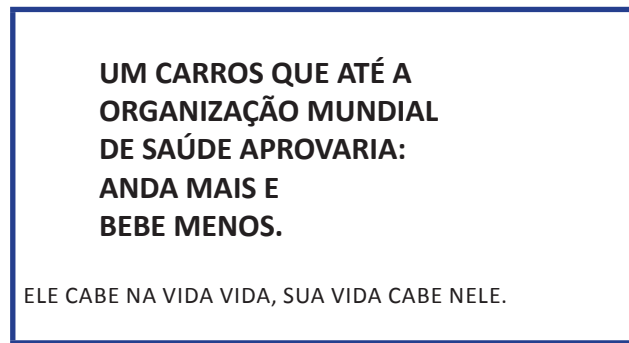 UM CARROS QUE ATÉ A
ORGANIZAÇÃO MUNDIAL
DE SAÚDE APROVARIA:
ANDA MAIS E
BEBE MENOS.
ELE CABE NA VIDA VIDA, SUA VIDA CABE NELE.